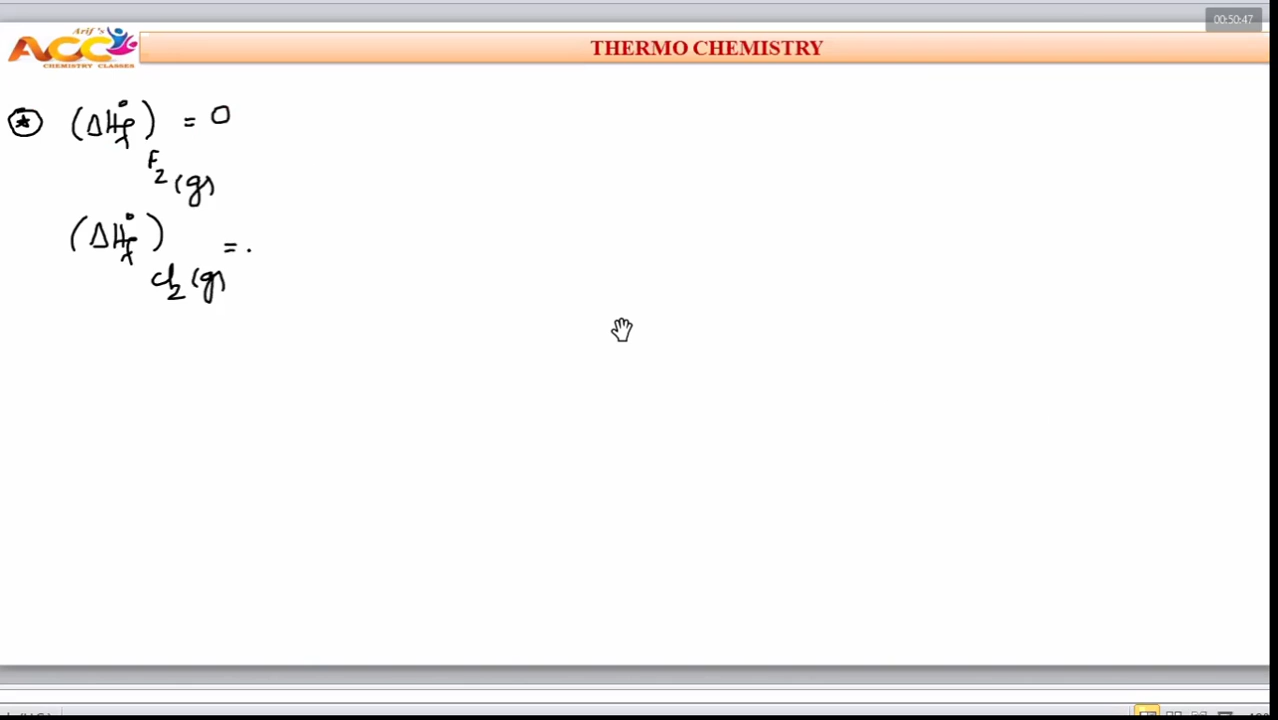 00:50:47
Arif's
ACC
CHEMISTRY CLASSES
THERMO CHEMISTRY
(ΔH°f) F2(g) = 0
(ΔH°f) Cl2(g) = .